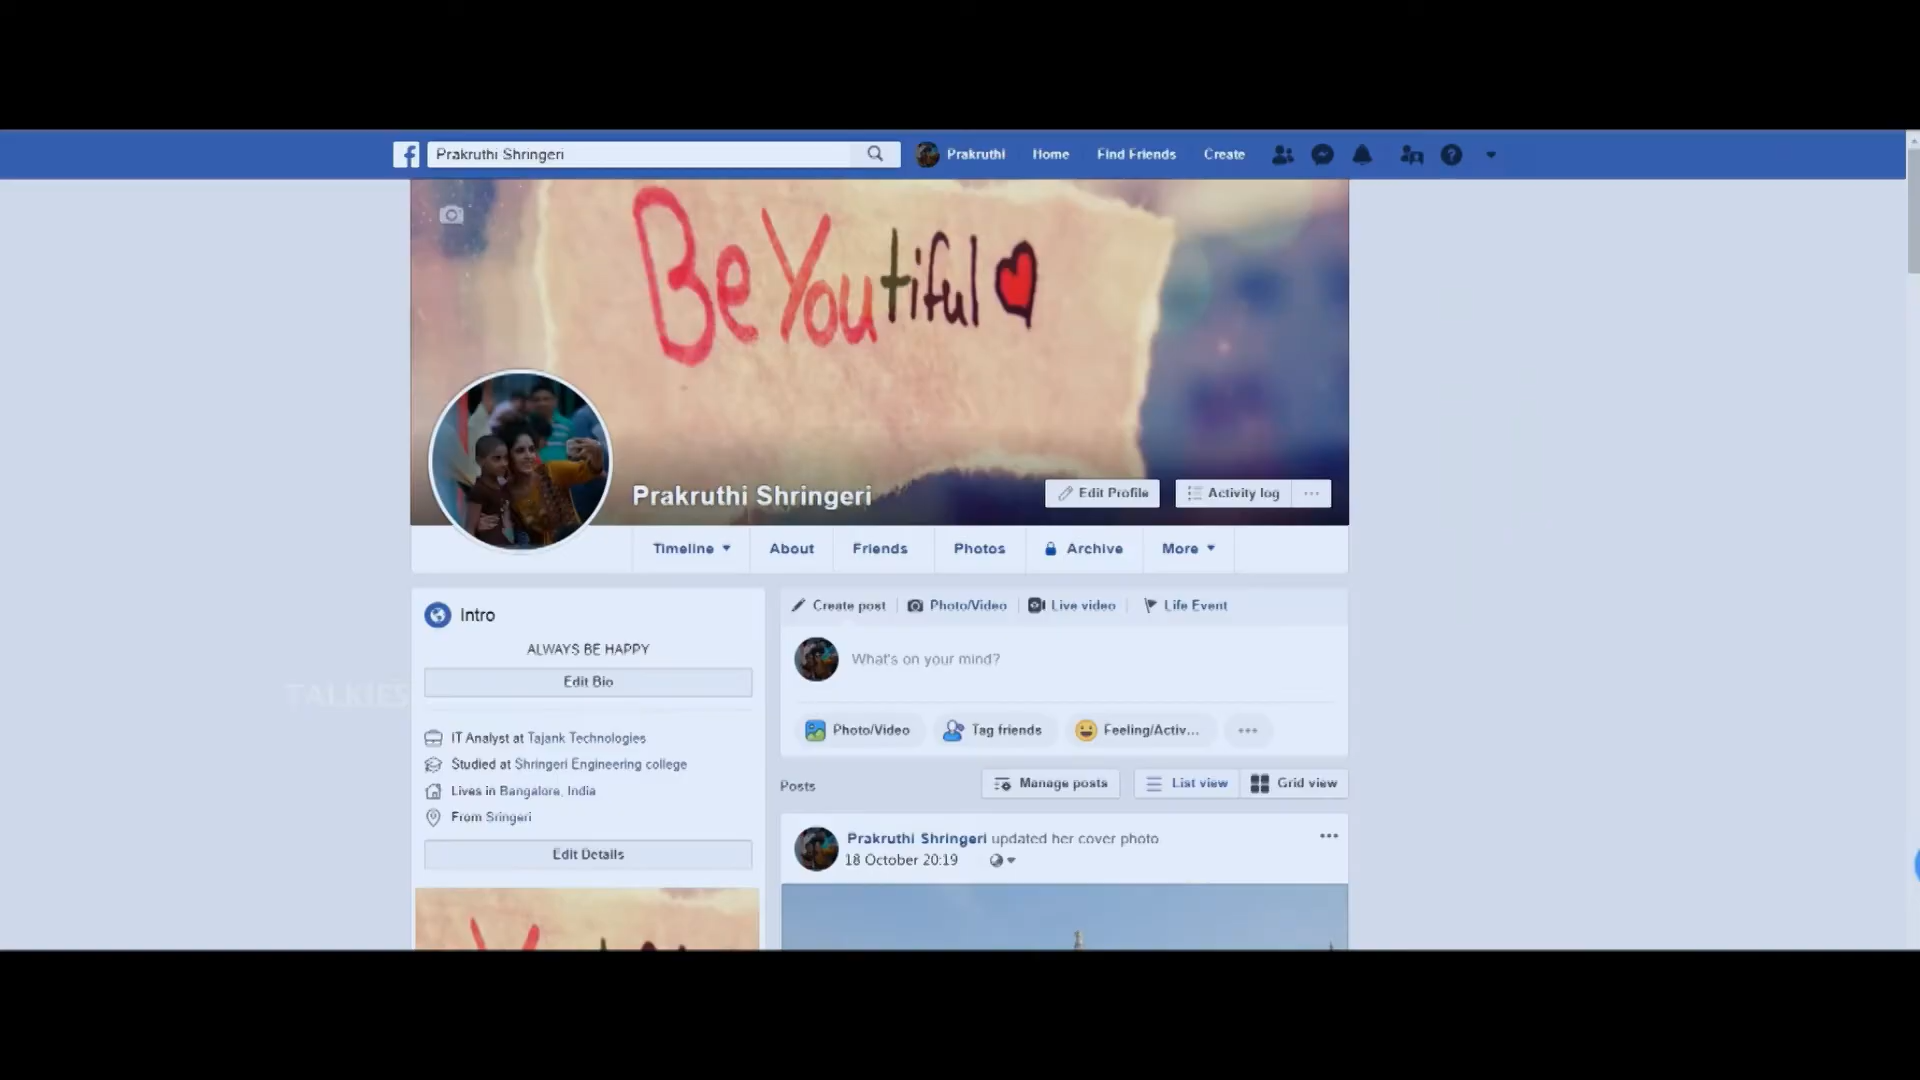 Prakruthi Shringeri
Prakruthi
Home
Find Friends
Create
Be Youtiful
Prakruthi Shringeri
Edit Profile
Activity log
Timeline
About
Friends
Photos
Archive
More
Intro
ALWAYS BE HAPPY
Edit Bio
IT Analyst at Tajank Technologies
Studied at Shringeri Engineering college
Lives in Bangalore, India
From Sringeri
Edit Details
Create post
Photo/Video
Live video
Life Event
What's on your mind?
Photo/Video
Tag friends
Feeling/Activ...
Posts
Manage posts
List view
Grid view
Prakruthi Shringeri updated her cover photo
18 October 20:19
TALKIES